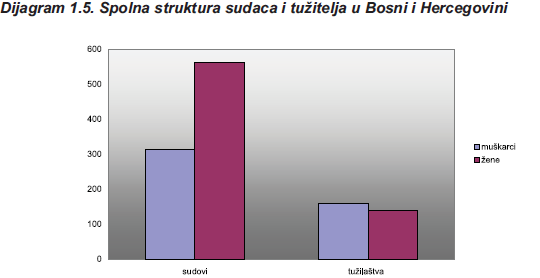 Dijagram 1.5. Spolna struktura sudaca i tužitelja u Bosni i Hercegovini
600
500
400
300
200
100
0
sudovi
tužilaštva
muškarci
žene